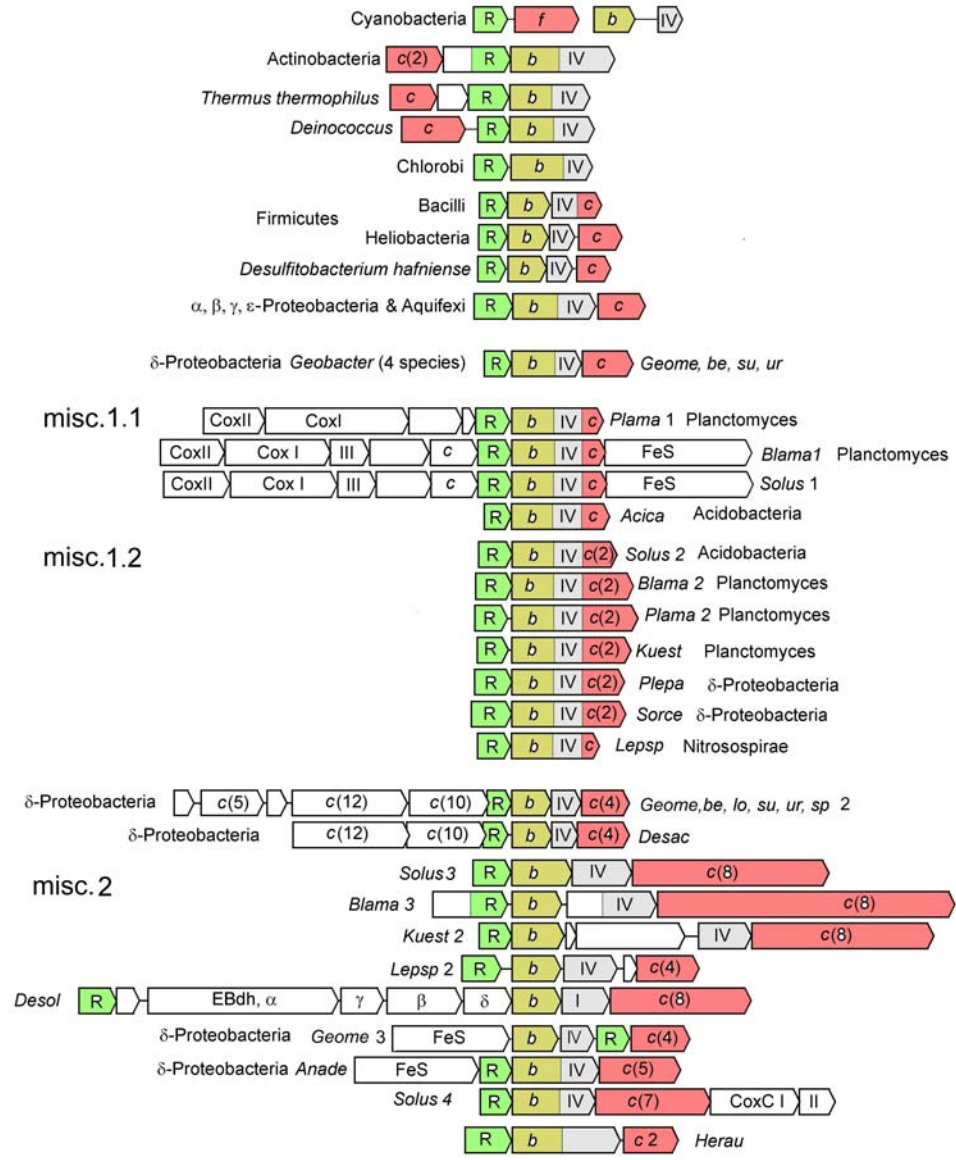 Cyanobacteria R f b IV
Actinobacteria c(2) R b IV
Thermus thermophilus c R b IV
Deinococcus c R b IV
Chlorobi R b IV
Bacilli R b IV c
Firmicutes
Heliobacteria R b IV c
Desulfitobacterium hafniense R b IV c
α, β, γ, ε-Proteobacteria & Aquifexi R b IV c
δ-Proteobacteria Geobacter (4 species) R b IV c Geome, be, su, ur
misc.1.1 CoxII CoxI R b IV c Plama 1 Planctomyces
CoxII Cox I III c R b IV c FeS Blama1 Planctomyces
CoxII Cox I III c R b IV c FeS Solus 1
R b IV c Acica Acidobacteria
misc.1.2 R b IV c(2) Solus 2 Acidobacteria
R b IV c(2) Blama 2 Planctomyces
R b IV c(2) Plama 2 Planctomyces
R b IV c(2) Kuest Planctomyces
R b IV c(2) Plepa δ-Proteobacteria
R b IV c(2) Sorce δ-Proteobacteria
R b IV c Lepsp Nitrosospirae
δ-Proteobacteria c(5) c(12) c(10) R b IV c(4) Geome,be, lo, su, ur, sp 2
δ-Proteobacteria c(12) c(10) R b IV c(4) Desac
misc.2 Solus3 R b IV c(8)
Blama 3 R b IV c(8)
Kuest 2 R b IV c(8)
Lepsp 2 R b IV c(4)
Desol R EBdh, α γ β δ b I c(8)
δ-Proteobacteria Geome 3 FeS b IV R c(4)
δ-Proteobacteria Anade FeS R b IV c(5)
Solus 4 R b IV c(7) CoxC I II
R b c 2 Herau